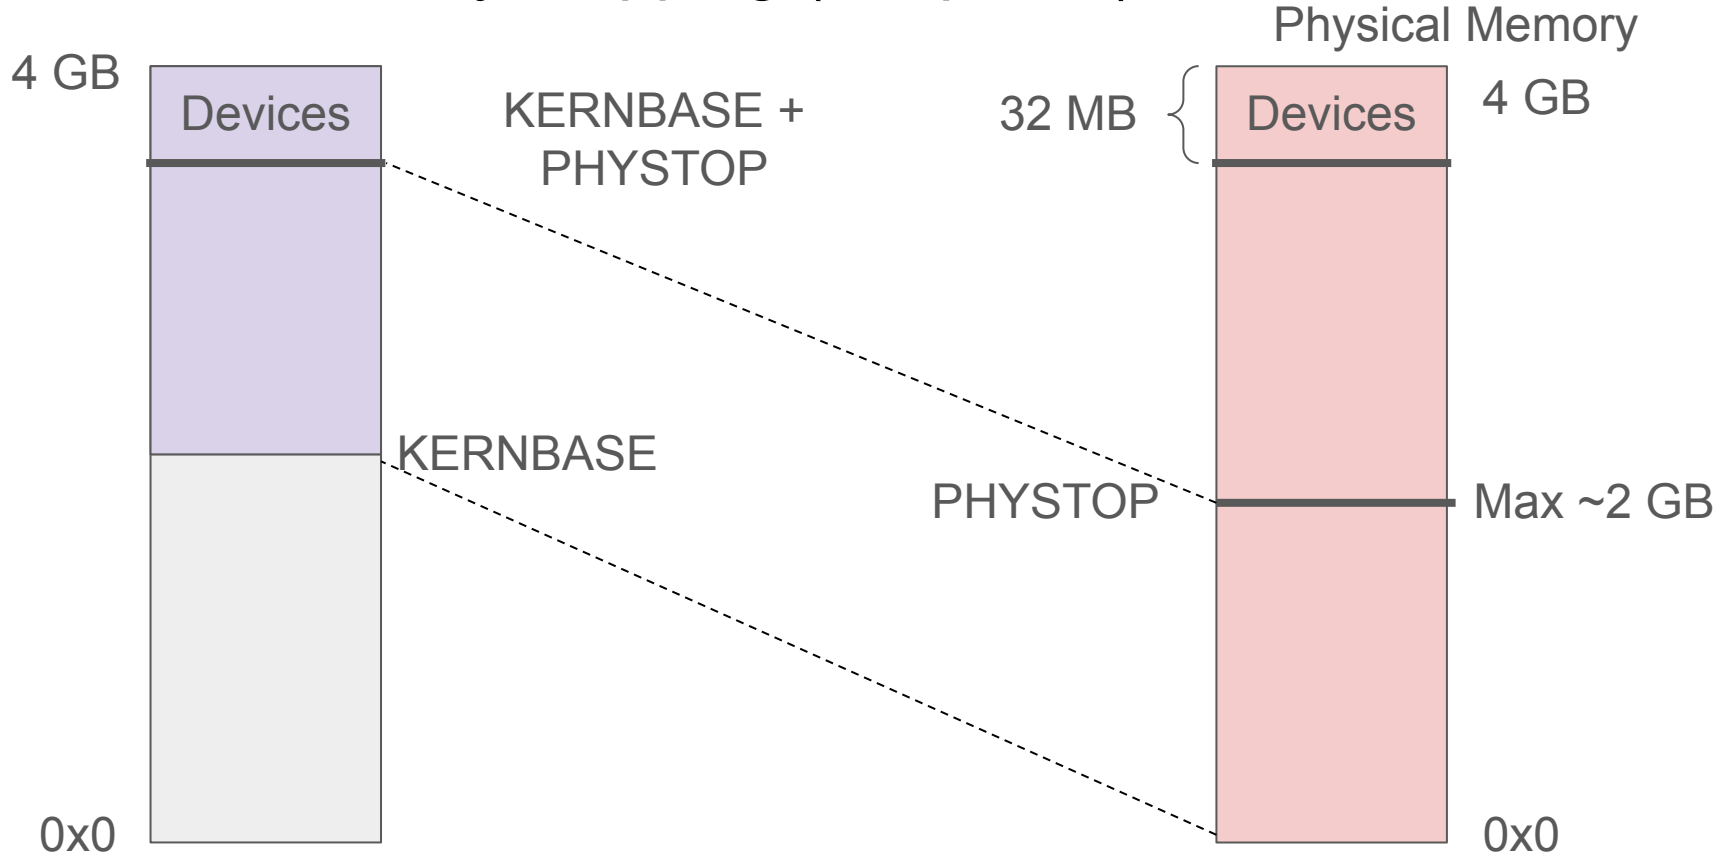 Physical Memory
4 GB
Devices
KERNBASE +
PHYSTOP
32 MB
Devices
4 GB
KERNBASE
PHYSTOP
Max ~2 GB
0x0
0x0